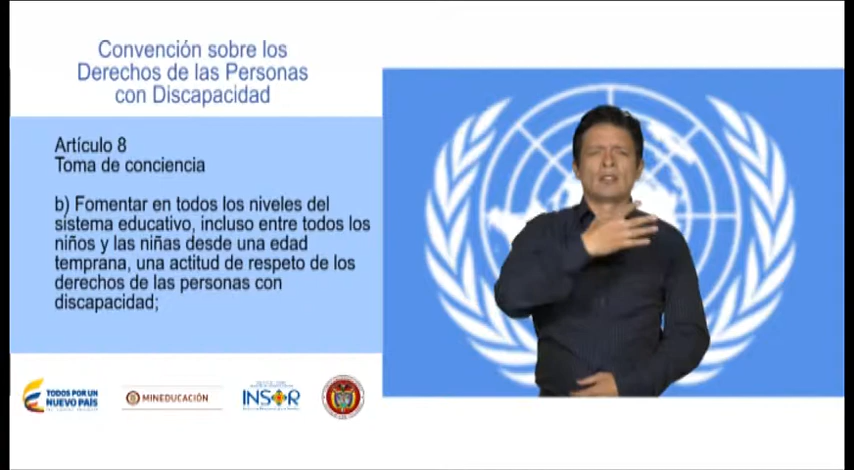 Convención sobre los
Derechos de las Personas
con Discapacidad
Artículo 8
Toma de conciencia
b) Fomentar en todos los niveles del
sistema educativo, incluso entre todos los
niños y las niñas desde una edad
temprana, una actitud de respeto de los
derechos de las personas con
discapacidad;
TODOS POR UN
NUEVO PAÍS
MINEDUCACIÓN
INSOR